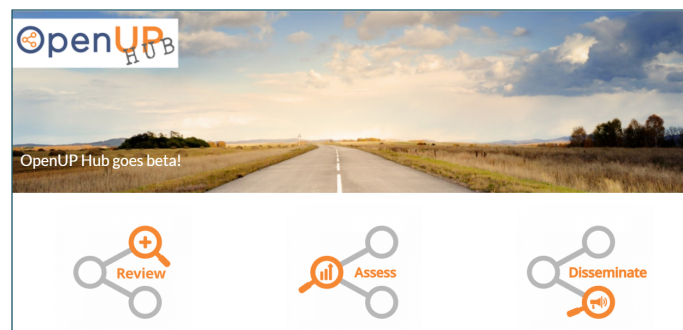 OpenUP
HUB
OpenUP Hub goes beta!
Review
Assess
Disseminate